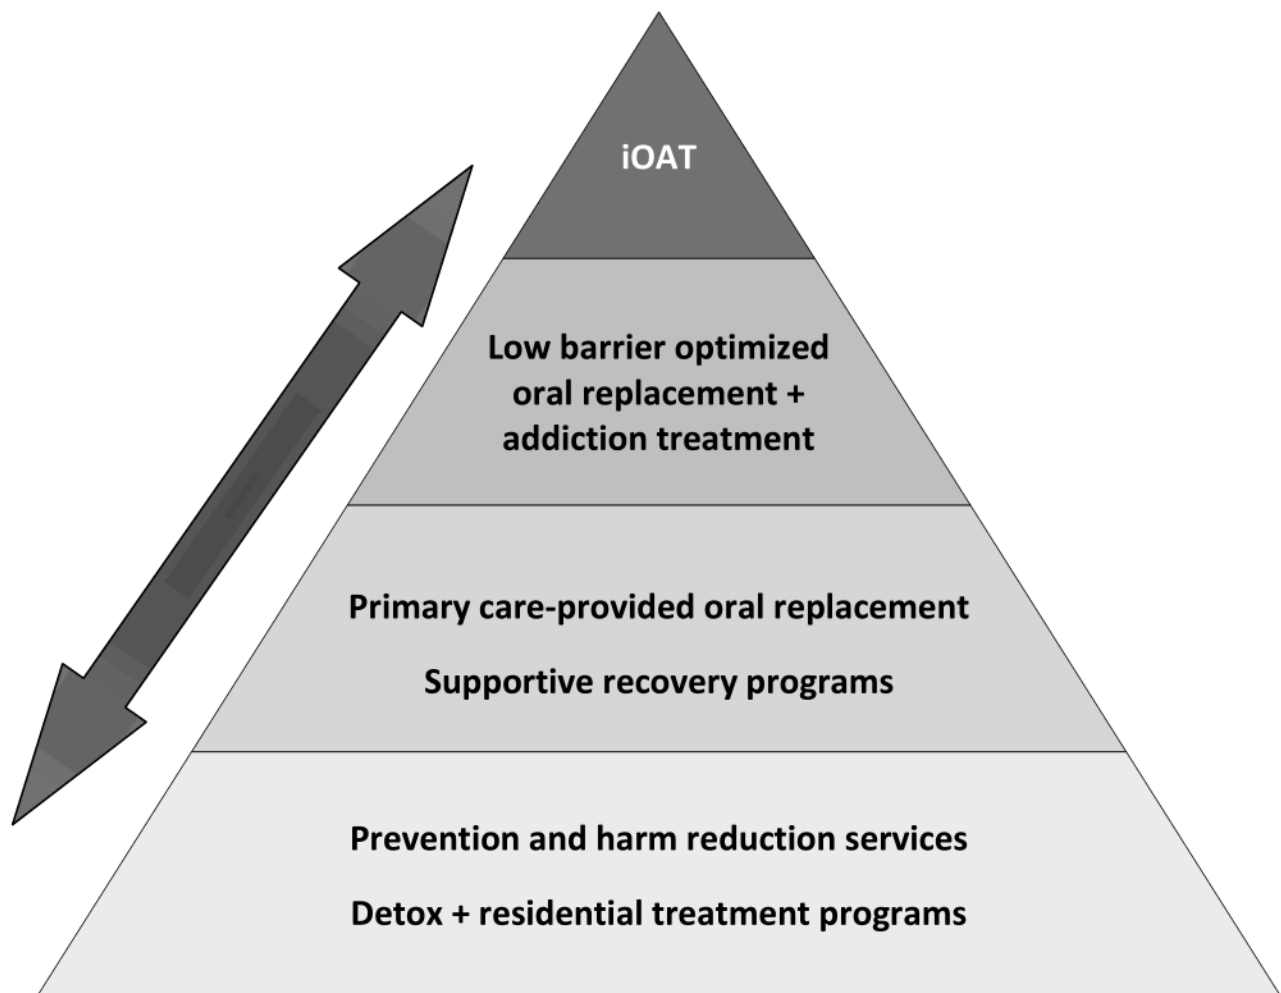 iOAT
Low barrier optimized
oral replacement +
addiction treatment
Primary care-provided oral replacement
Supportive recovery programs
Prevention and harm reduction services
Detox + residential treatment programs